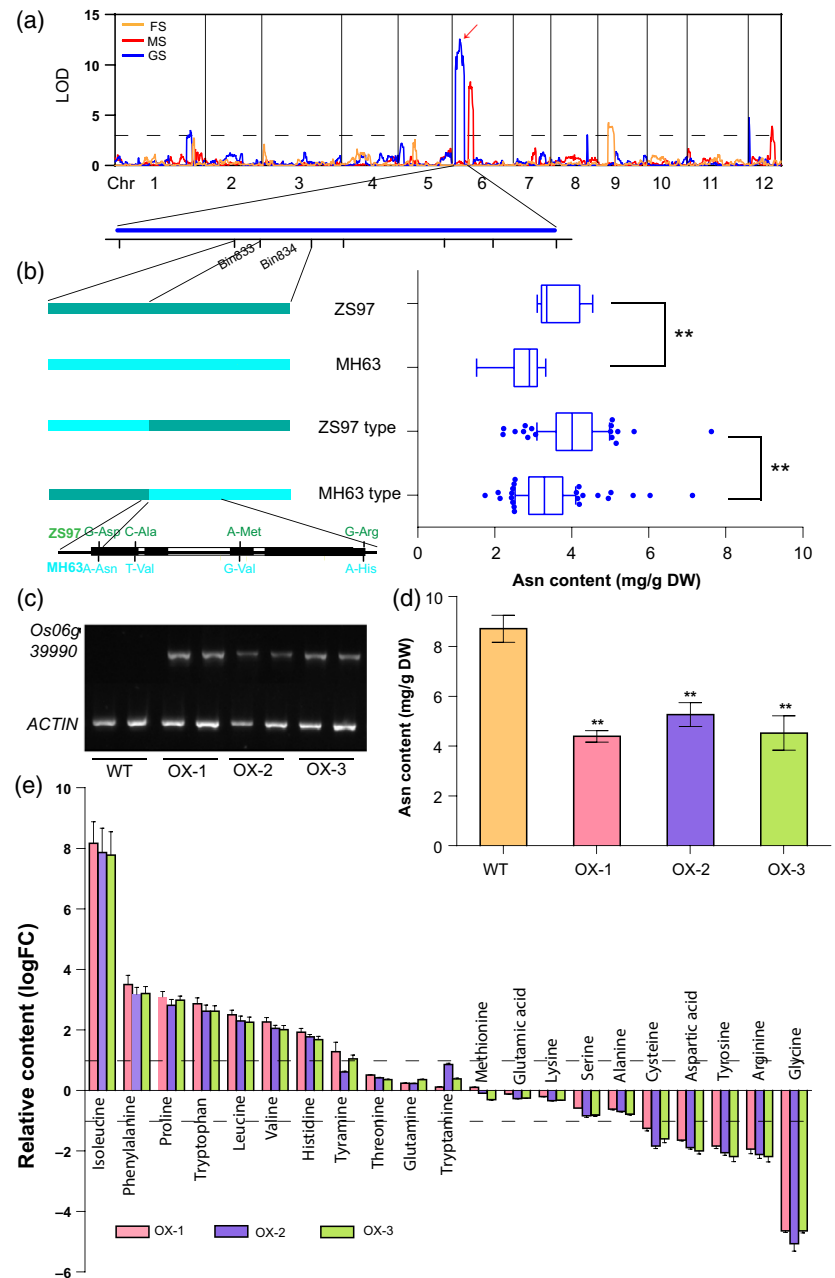 (a)
15
10
5
0
LOD
FS
MS
GS
Chr 1 2 3 4 5 6 7 8 9 10 11 12
Bin833
Bin834
(b)
ZS97
MH63
ZS97 type
MH63 type
**
**
0 2 4 6 8 10
Asn content (mg/g DW)
ZS97 G-Asp C-Ala A-Met G-Arg
MH63 A-Asn T-Val G-Val A-His
(c)
Os06g
39990
ACTIN
WT OX-1 OX-2 OX-3
(d)
10
8
6
4
2
0
Asn content (mg/g DW)
**
**
**
WT OX-1 OX-2 OX-3
(e)
10
8
6
4
2
0
−2
−4
−6
Relative content (logFC)
Isoleucine
Phenylalanine
Proline
Tryptophan
Leucine
Valine
Histidine
Tyramine
Threonine
Glutamine
Tryptamine
Methionine
Glutamic acid
Lysine
Serine
Alanine
Cysteine
Aspartic acid
Tyrosine
Arginine
Glycine
OX-1 OX-2 OX-3